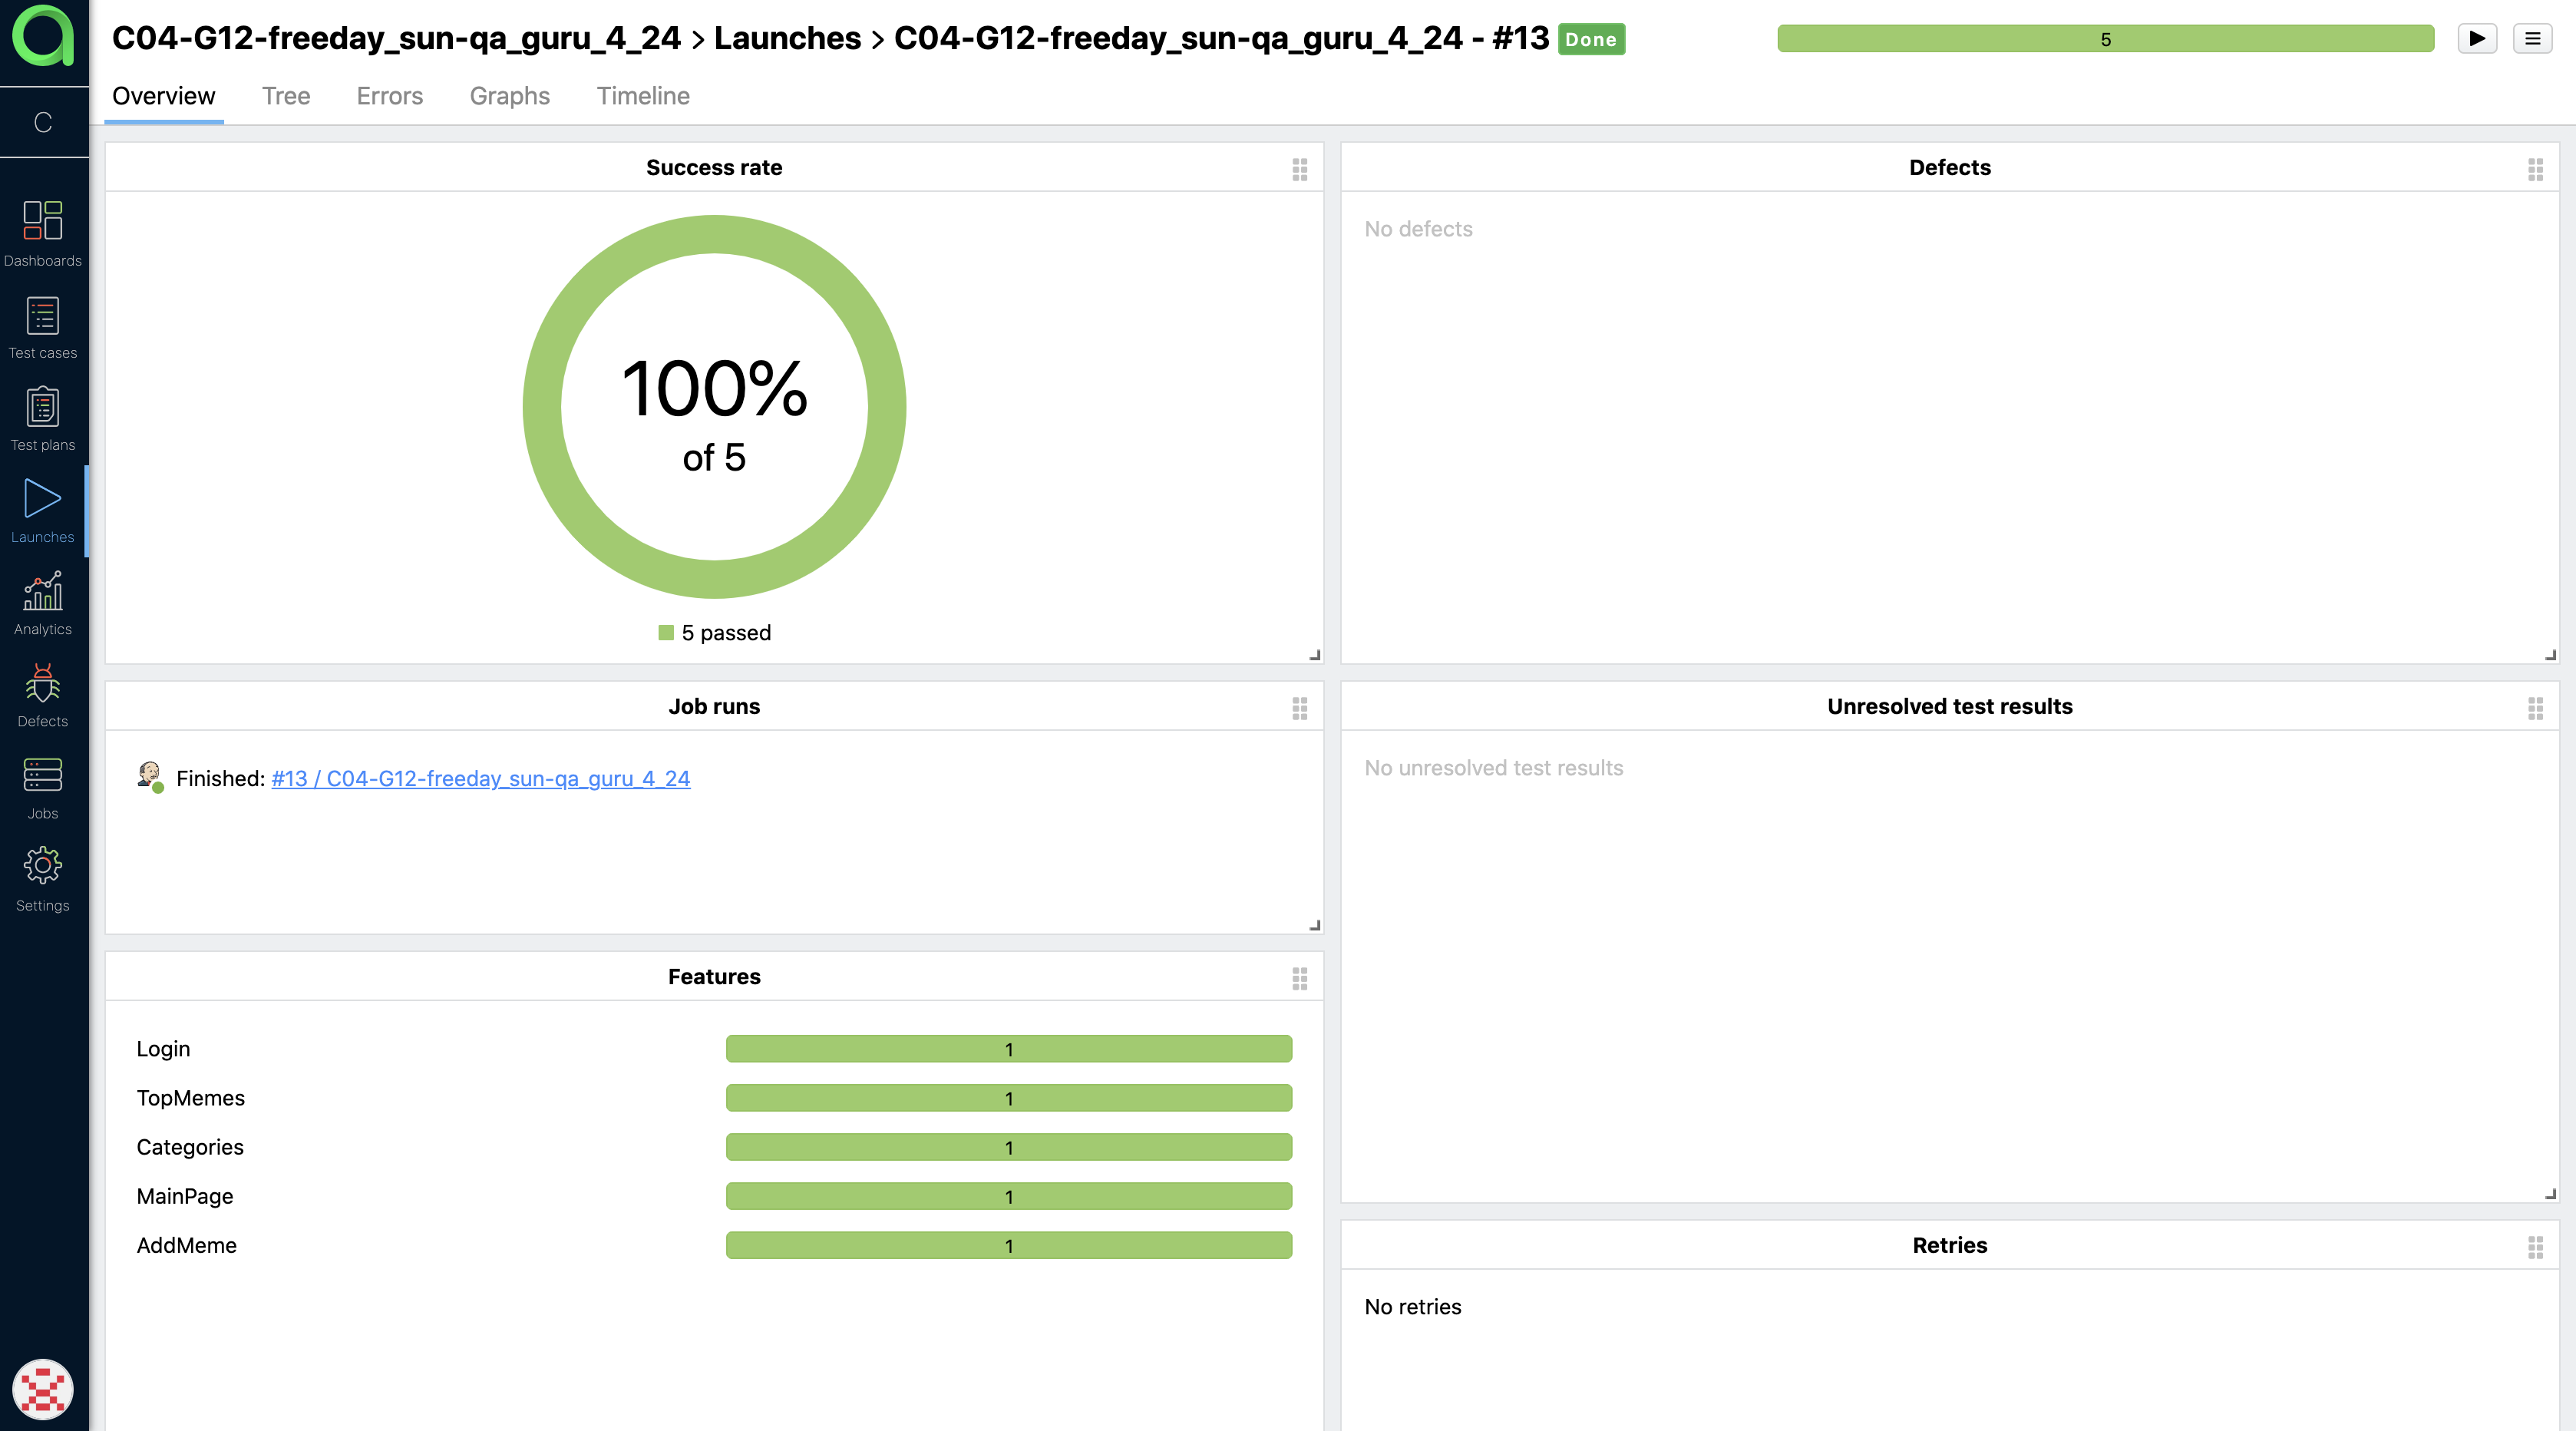 C04-G12-freeday_sun-qa_guru_4_24 > Launches > C04-G12-freeday_sun-qa_guru_4_24 - #13 Done
5
Overview Tree Errors Graphs Timeline
C
Dashboards
Test cases
Test plans
Launches
Analytics
Defects
Jobs
Settings
Success rate
100%
of 5
5 passed
Defects
No defects
Job runs
Finished: #13 / C04-G12-freeday_sun-qa_guru_4_24
Unresolved test results
No unresolved test results
Features
Login 1
TopMemes 1
Categories 1
MainPage 1
AddMeme 1
Retries
No retries